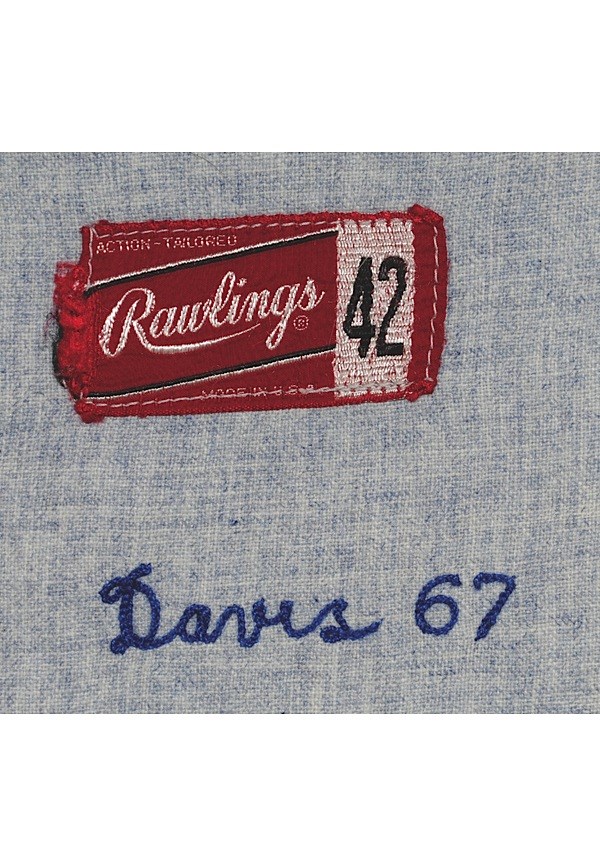 ACTION-TAILORED
Rawlings ®
42
MADE IN U.S.A.
Davis 67